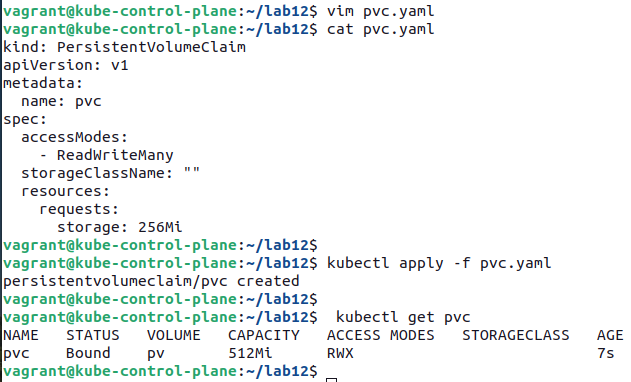 vagrant@kube-control-plane:~/lab12$ vim pvc.yaml
vagrant@kube-control-plane:~/lab12$ cat pvc.yaml
kind: PersistentVolumeClaim
apiVersion: v1
metadata:
  name: pvc
spec:
  accessModes:
    - ReadWriteMany
  storageClassName: ""
  resources:
    requests:
      storage: 256Mi
vagrant@kube-control-plane:~/lab12$
vagrant@kube-control-plane:~/lab12$ kubectl apply -f pvc.yaml
persistentvolumeclaim/pvc created
vagrant@kube-control-plane:~/lab12$
vagrant@kube-control-plane:~/lab12$  kubectl get pvc
NAME   STATUS   VOLUME   CAPACITY   ACCESS MODES   STORAGECLASS   AGE
pvc    Bound    pv       512Mi      RWX                           7s
vagrant@kube-control-plane:~/lab12$